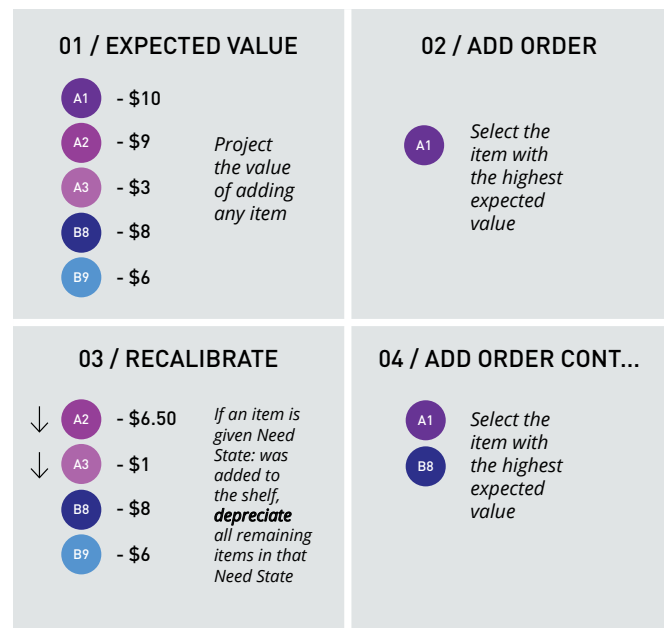 01 / EXPECTED VALUE
A1 - $10
A2 - $9
A3 - $3
B8 - $8
B9 - $6
Project
the value
of adding
any item
02 / ADD ORDER
A1
Select the
item with
the highest
expected
value
03 / RECALIBRATE
A2 - $6.50
A3 - $1
B8 - $8
B9 - $6
If an item is
given Need
State: was
added to
the shelf,
depreciate
all remaining
items in that
Need State
04 / ADD ORDER CONT...
A1
B8
Select the
item with
the highest
expected
value